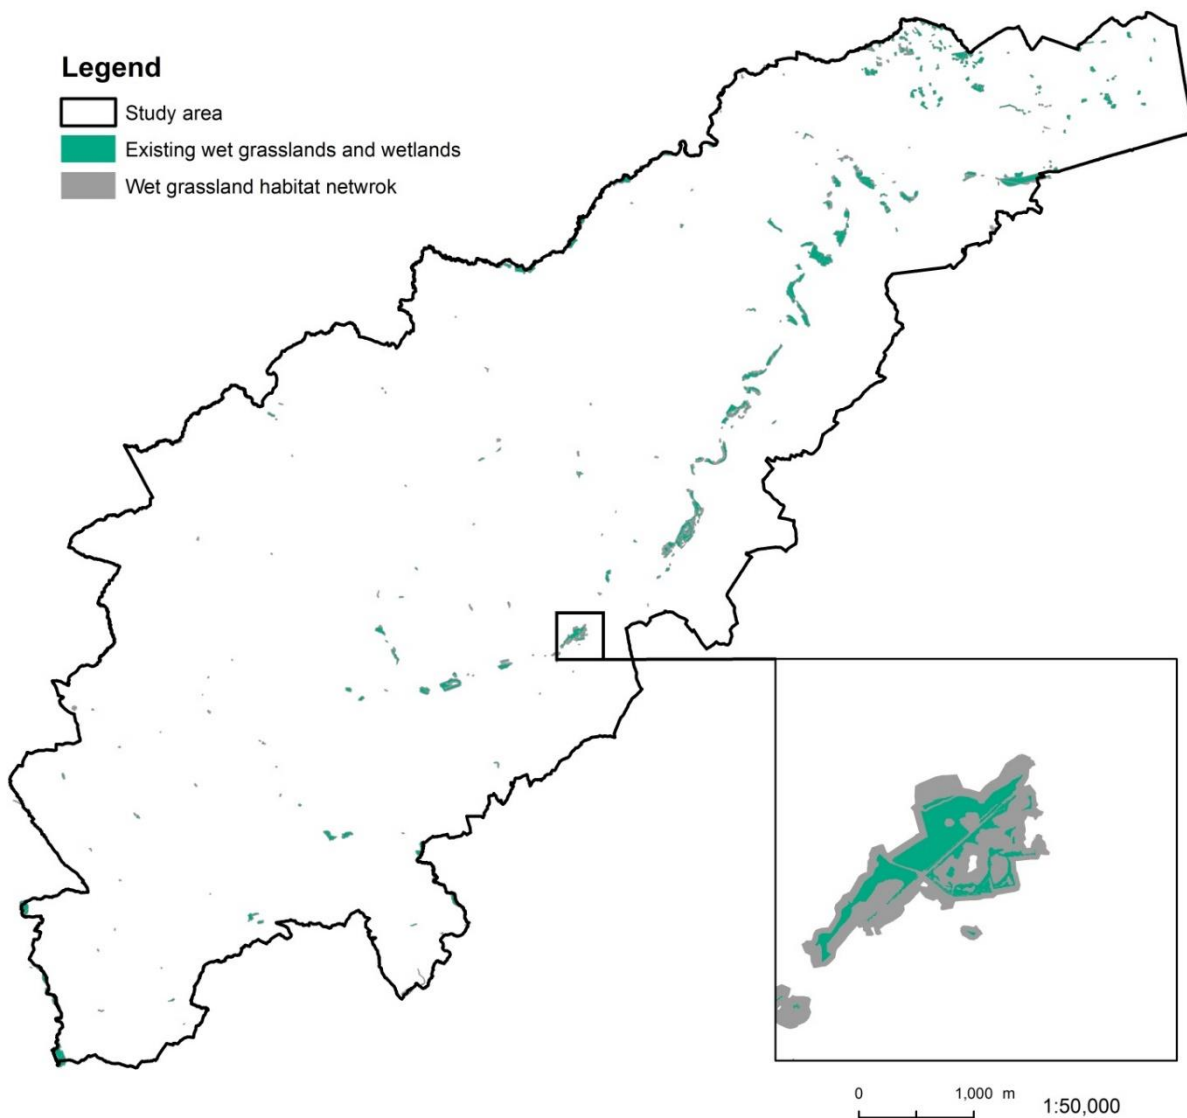 Legend
Study area
Existing wet grasslands and wetlands
Wet grassland habitat netwrok
0 1,000 m
1:50,000